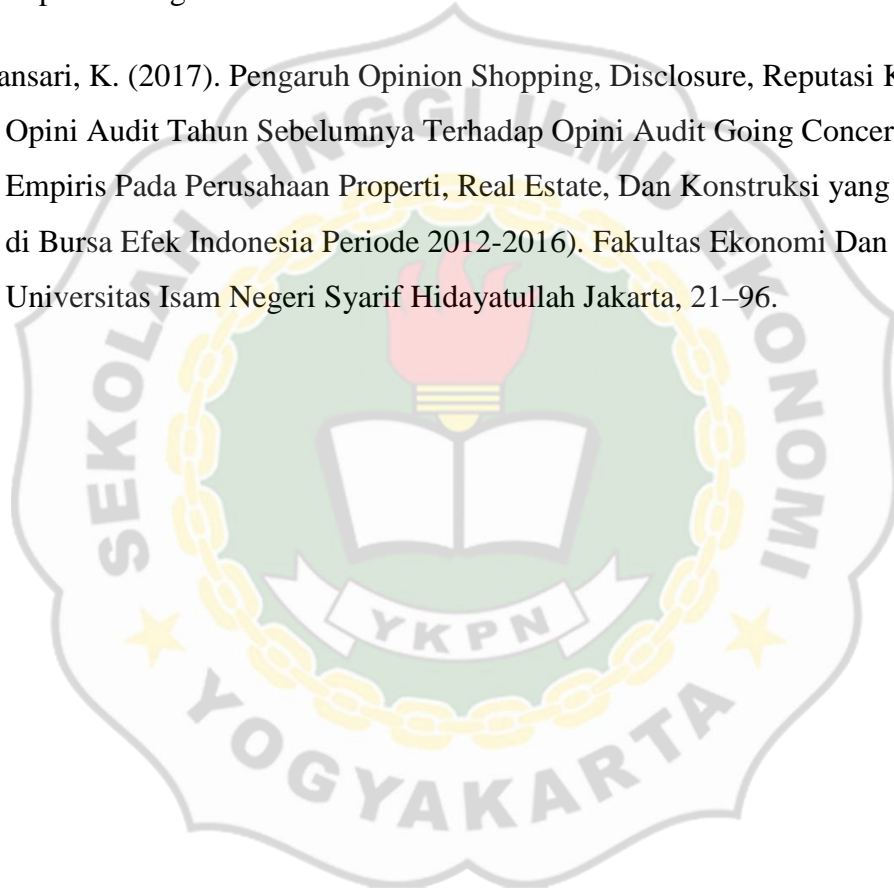 ansari, K. (2017). Pengaruh Opinion Shopping, Disclosure, Reputasi K
Opini Audit Tahun Sebelumnya Terhadap Opini Audit Going Concer
Empiris Pada Perusahaan Properti, Real Estate, Dan Konstruksi yang
di Bursa Efek Indonesia Periode 2012-2016). Fakultas Ekonomi Dan
Universitas Isam Negeri Syarif Hidayatullah Jakarta, 21–96.
SEKOLAH TINGGI ILMU EKONOMI
YKPN
YOGYAKARTA